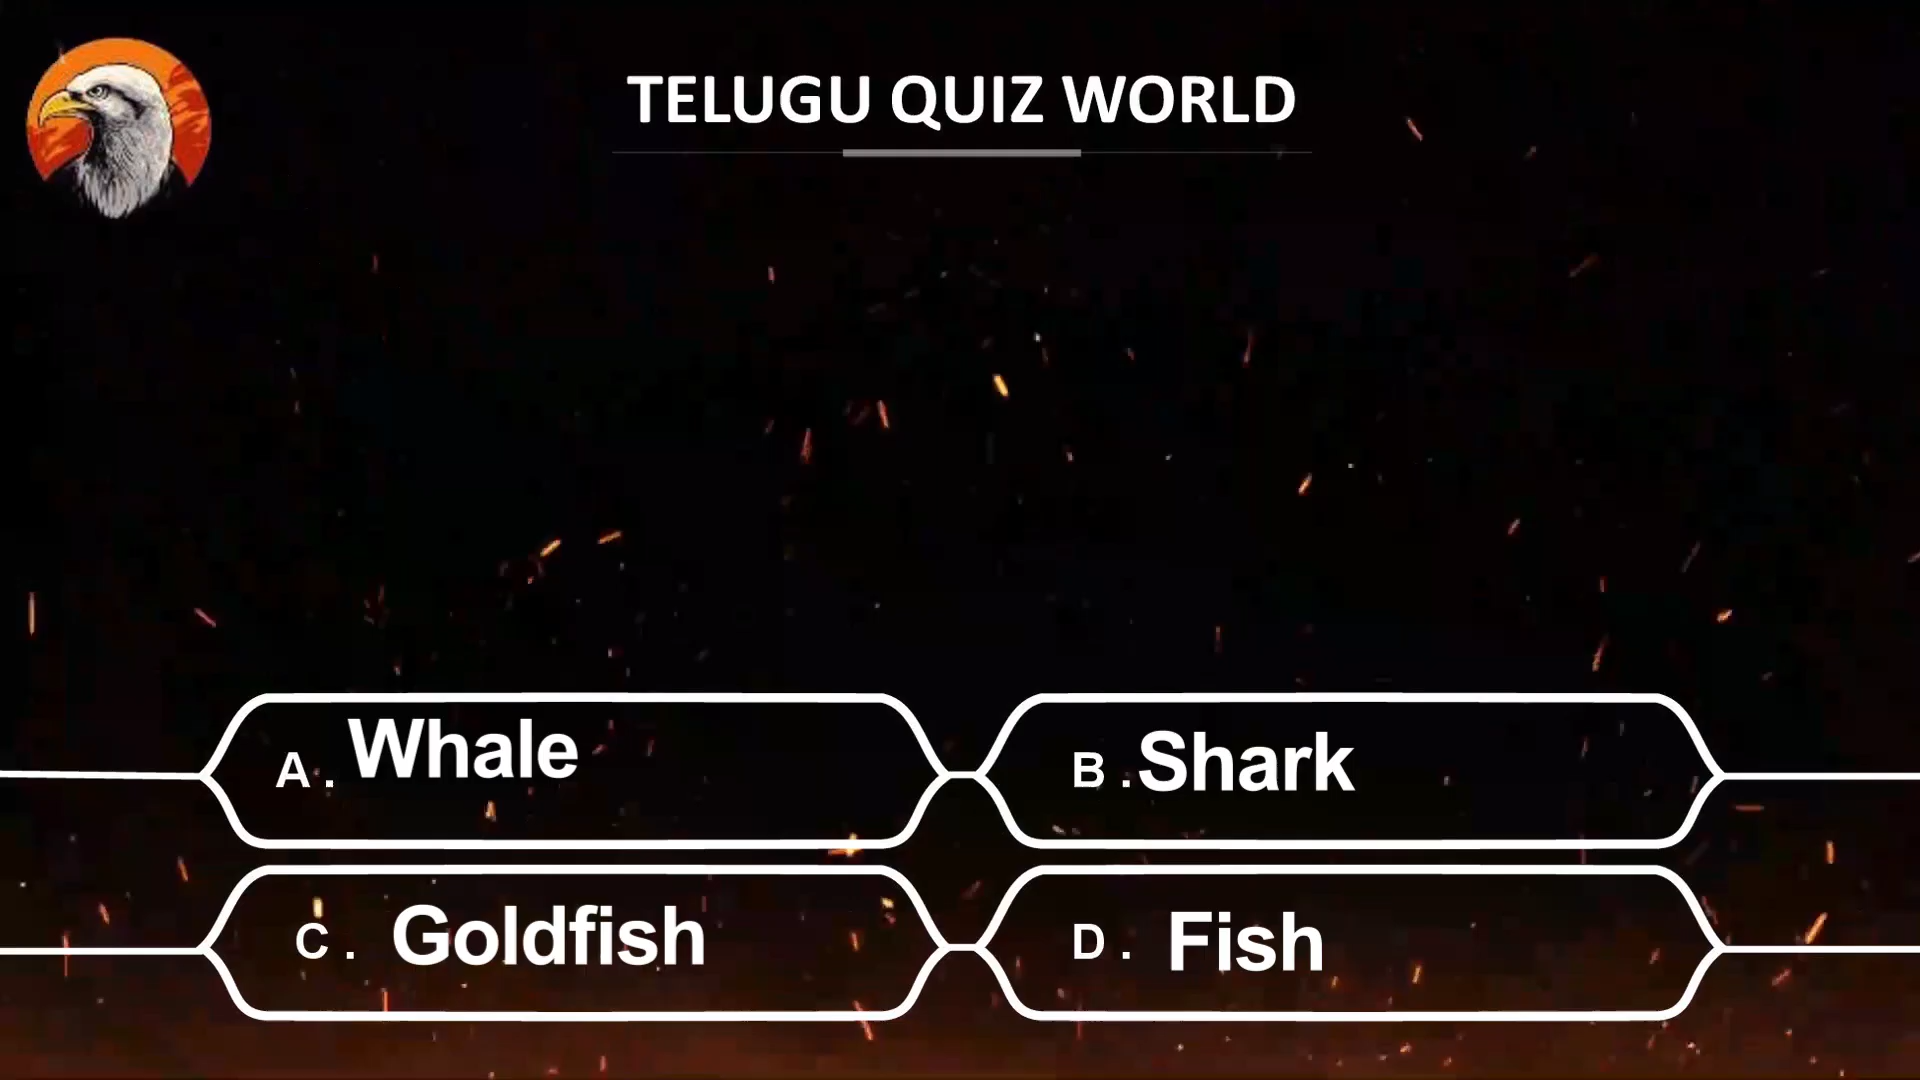 TELUGU QUIZ WORLD
A . Whale
B . Shark
C . Goldfish
D . Fish